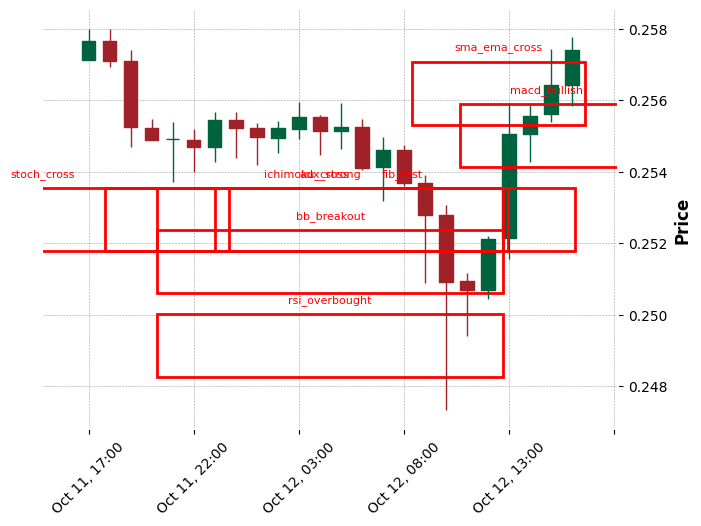 0.258
sma_ema_cross
macd_bullish
0.256
stoch_cross
fib_test
0.254
bb_breakout
0.252
rsi_overbought
0.250
0.248
Price
Oct 11, 17:00
Oct 11, 22:00
Oct 12, 03:00
Oct 12, 08:00
Oct 12, 13:00